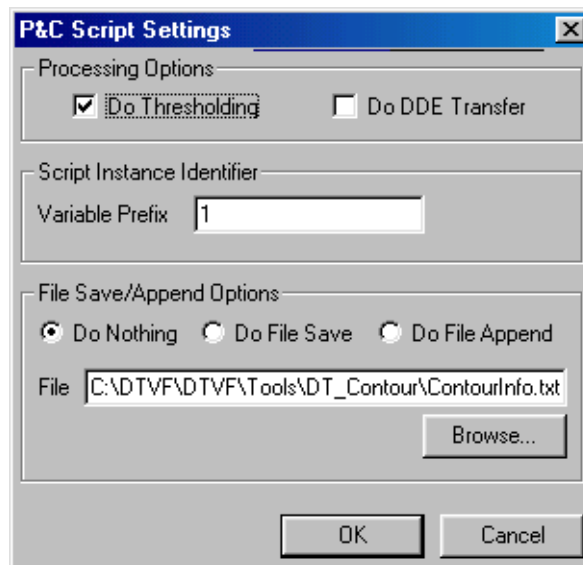 P&C Script Settings
Processing Options
Do Thresholding Do DDE Transfer
Script Instance Identifier
Variable Prefix 1
File Save/Append Options
Do Nothing Do File Save Do File Append
File C:\DTVF\DTVF\Tools\DT_Contour\ContourInfo.txt
Browse...
OK Cancel